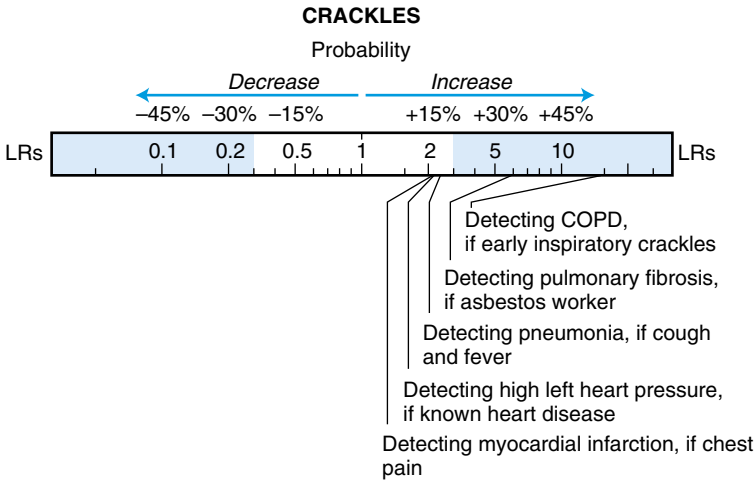 CRACKLES
Probability
Decrease Increase
–45% –30% –15% +15% +30% +45%
LRs 0.1 0.2 0.5 1 2 5 10 LRs
Detecting COPD,
if early inspiratory crackles
Detecting pulmonary fibrosis,
if asbestos worker
Detecting pneumonia, if cough
and fever
Detecting high left heart pressure,
if known heart disease
Detecting myocardial infarction, if chest
pain